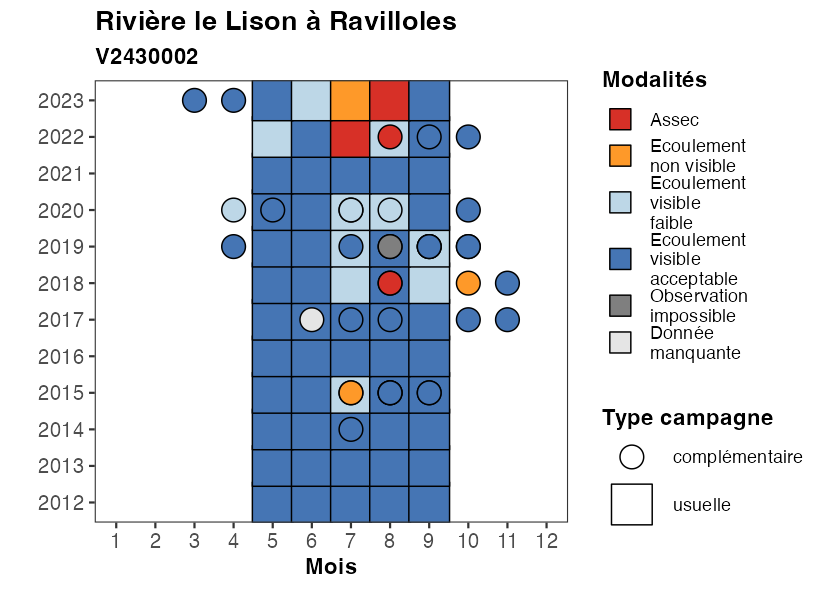 Rivière le Lison à Ravilloles
V2430002
2023
2022
2021
2020
2019
2018
2017
2016
2015
2014
2013
2012
1 2 3 4 5 6 7 8 9 10 11 12
Mois
Modalités
Assec
Ecoulement
non visible
Ecoulement
visible
faible
Ecoulement
visible
acceptable
Observation
impossible
Donnée
manquante
Type campagne
complémentaire
usuelle